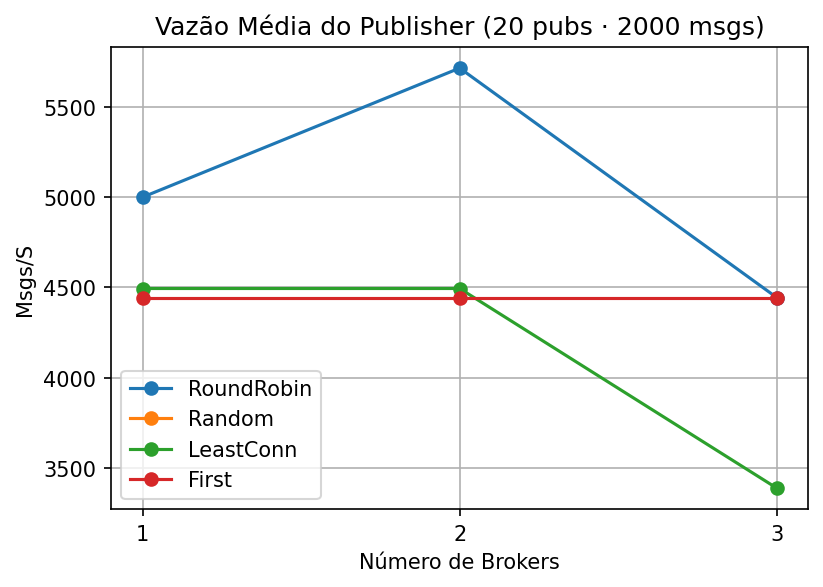 Vazão Média do Publisher (20 pubs · 2000 msgs)
Msgs/S
5500
5000
4500
4000
3500
RoundRobin
Random
LeastConn
First
1
2
3
Número de Brokers